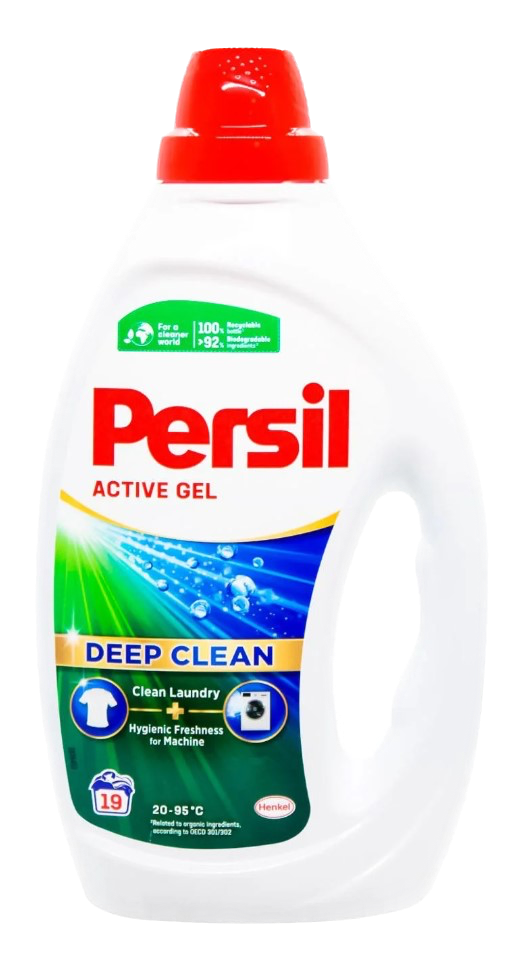 For a
cleaner
world
100% Recyclable
bottle*
>92% Biodegradable
ingredients*
Persil
ACTIVE GEL
DEEP CLEAN
Clean Laundry
+
Hygienic Freshness
for Machine
19
20-95°C
Henkel
*Related to organic ingredients,
according to OECD 301/302